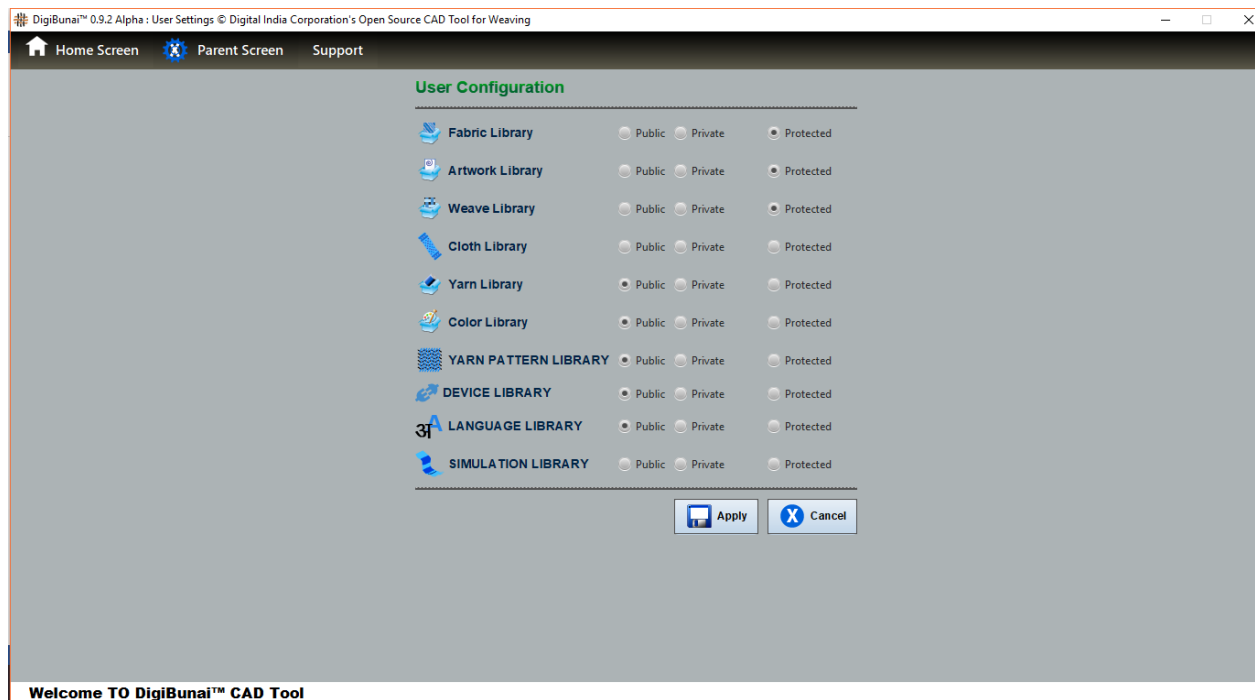 DigiBunai™ 0.9.2 Alpha : User Settings © Digital India Corporation's Open Source CAD Tool for Weaving
Home Screen Parent Screen Support
User Configuration
Fabric Library Public Private Protected
Artwork Library Public Private Protected
Weave Library Public Private Protected
Cloth Library Public Private Protected
Yarn Library Public Private Protected
Color Library Public Private Protected
YARN PATTERN LIBRARY Public Private Protected
DEVICE LIBRARY Public Private Protected
अA LANGUAGE LIBRARY Public Private Protected
SIMULATION LIBRARY Public Private Protected
Apply X Cancel
Welcome TO DigiBunai™ CAD Tool